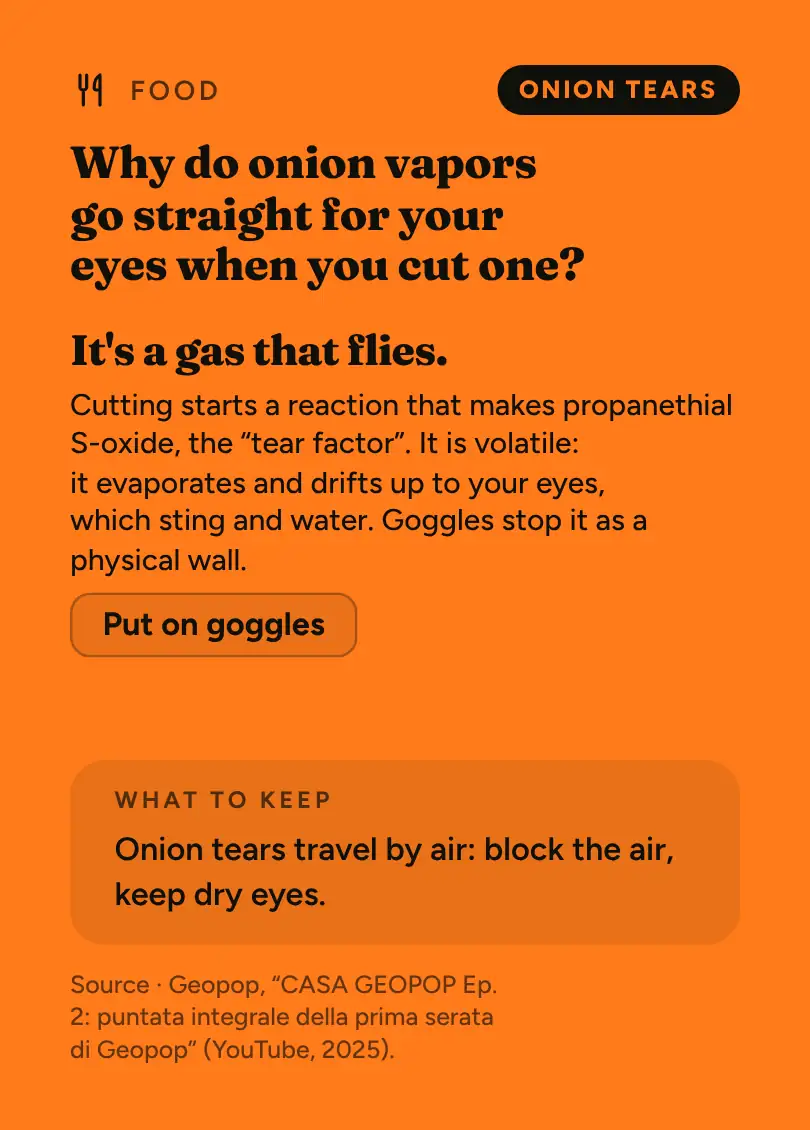 FOOD
ONION TEARS
Why do onion vapors
go straight for your
eyes when you cut one?
It's a gas that flies.
Cutting starts a reaction that makes propanethial
S-oxide, the “tear factor”. It is volatile:
it evaporates and drifts up to your eyes,
which sting and water. Goggles stop it as a
physical wall.
Put on goggles
WHAT TO KEEP
Onion tears travel by air: block the air,
keep dry eyes.
Source · Geopop, “CASA GEOPOP Ep.
2: puntata integrale della prima serata
di Geopop” (YouTube, 2025).